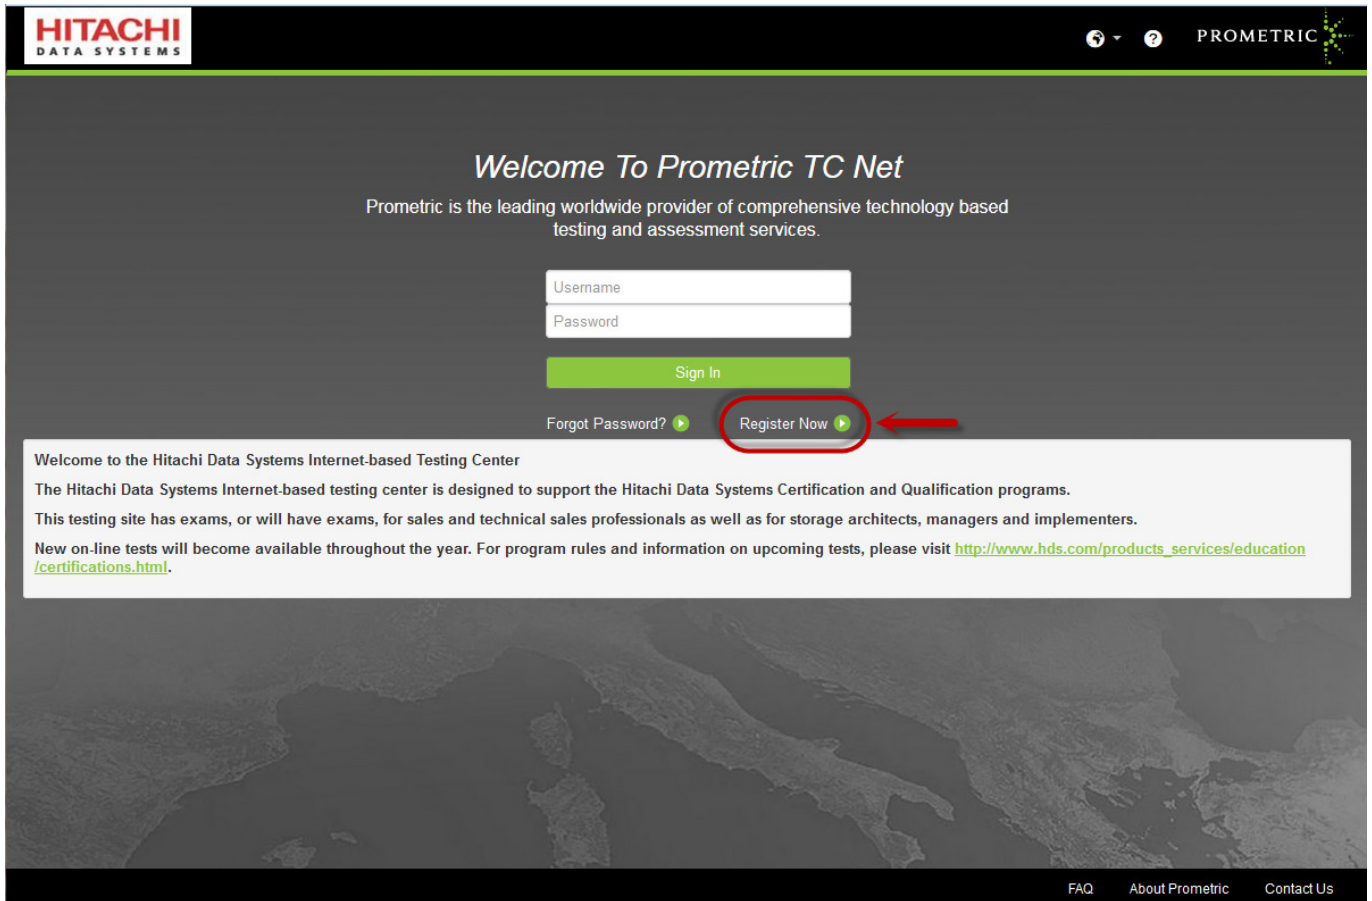 HITACHI
DATA SYSTEMS
PROMETRIC
Welcome To Prometric TC Net
Prometric is the leading worldwide provider of comprehensive technology based
testing and assessment services.
Username
Password
Sign In
Forgot Password?
Register Now
Welcome to the Hitachi Data Systems Internet-based Testing Center
The Hitachi Data Systems Internet-based testing center is designed to support the Hitachi Data Systems Certification and Qualification programs.
This testing site has exams, or will have exams, for sales and technical sales professionals as well as for storage architects, managers and implementers.
New on-line tests will become available throughout the year. For program rules and information on upcoming tests, please visit http://www.hds.com/products_services/education
/certifications.html.
FAQ About Prometric Contact Us